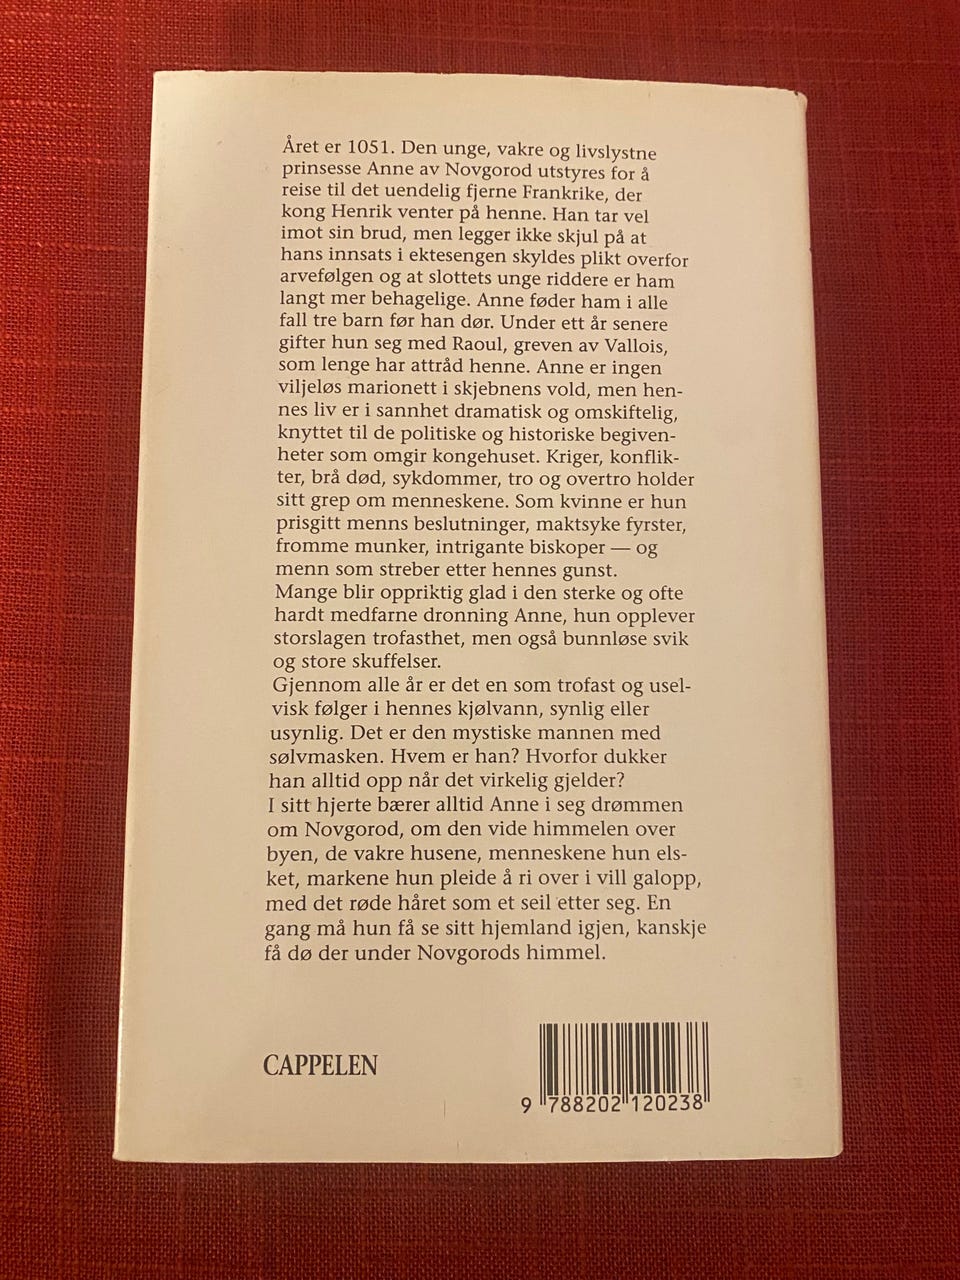 Året er 1051. Den unge, vakre og livslystne
prinsesse Anne av Novgorod utstyres for å
reise til det uendelig fjerne Frankrike, der
kong Henrik venter på henne. Han tar vel
imot sin brud, men legger ikke skjul på at
hans innsats i ektesengen skyldes plikt overfor
arvefølgen og at slottets unge riddere er ham
langt mer behagelige. Anne føder ham i alle
fall tre barn før han dør. Under ett år senere
gifter hun seg med Raoul, greven av Vallois,
som lenge har attråd henne. Anne er ingen
viljeløs marionett i skjebnens vold, men hen-
nes liv er i sannhet dramatisk og omskiftelig,
knyttet til de politiske og historiske begiven-
heter som omgir kongehuset. Kriger, konflik-
ter, brå død, sykdommer, tro og overtro holder
sitt grep om menneskene. Som kvinne er hun
prisgitt menns beslutninger, maktsyke fyrster,
fromme munker, intrigante biskoper — og
menn som streber etter hennes gunst.
Mange blir oppriktig glad i den sterke og ofte
hardt medfarne dronning Anne, hun opplever
storslagen trofasthet, men også bunnløse svik
og store skuffelser.
Gjennom alle år er det en som trofast og usel-
visk følger i hennes kjølvann, synlig eller
usynlig. Det er den mystiske mannen med
sølvmasken. Hvem er han? Hvorfor dukker
han alltid opp når det virkelig gjelder?
I sitt hjerte bærer alltid Anne i seg drømmen
om Novgorod, om den vide himmelen over
byen, de vakre husene, menneskene hun els-
ket, markene hun pleide å ri over i vill galopp,
med det røde håret som et seil etter seg. En
gang må hun få se sitt hjemland igjen, kanskje
få dø der under Novgorods himmel.
CAPPELEN
9 788202 120238